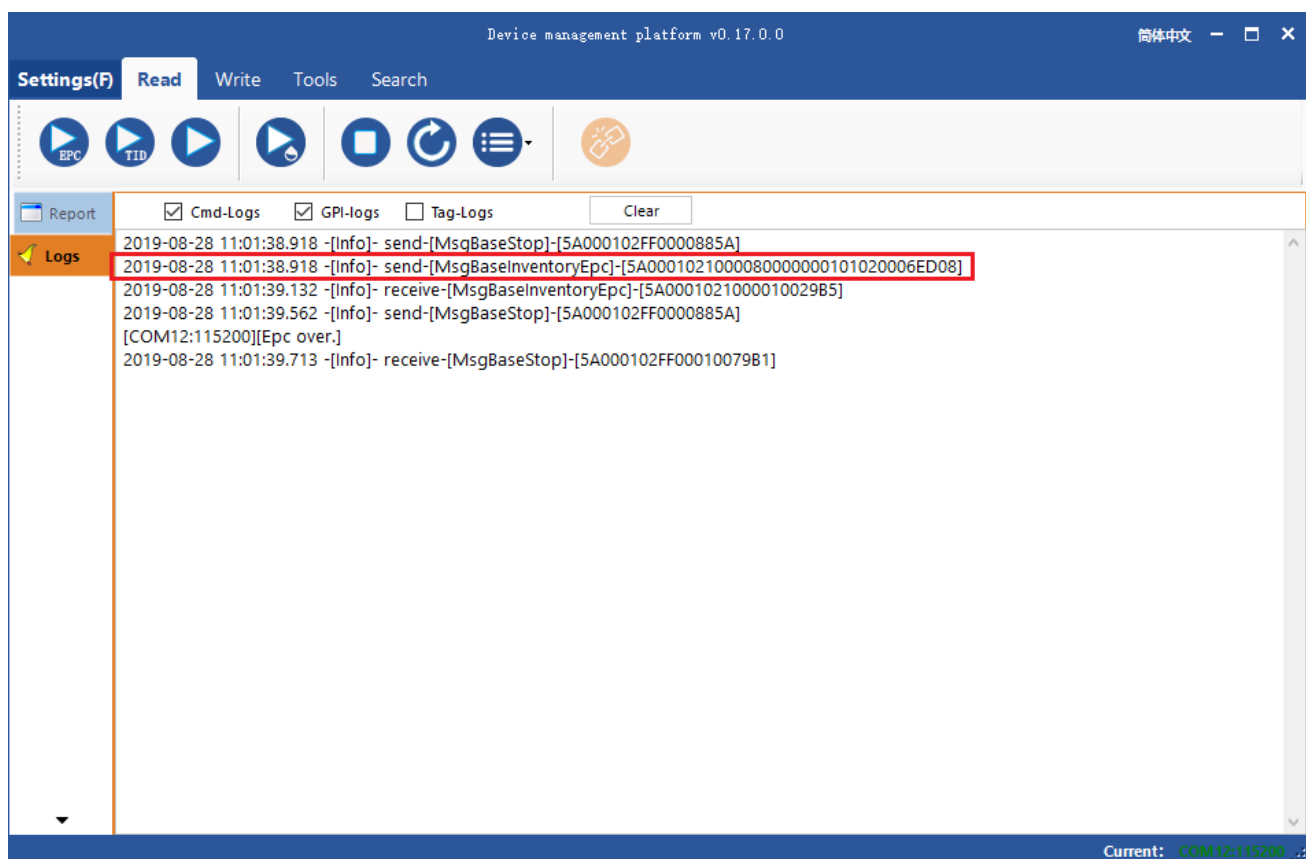 Device management platform v0.17.0.0 简体中文
Settings(F) Read Write Tools Search
EPC TID
Report
Cmd-Logs GPI-logs Tag-Logs Clear
Logs
2019-08-28 11:01:38.918 -[Info]- send-[MsgBaseStop]-[5A000102FF0000885A]
2019-08-28 11:01:38.918 -[Info]- send-[MsgBaseInventoryEpc]-[5A0001021000080000000101020006ED08]
2019-08-28 11:01:39.132 -[Info]- receive-[MsgBaseInventoryEpc]-[5A0001021000010029B5]
2019-08-28 11:01:39.562 -[Info]- send-[MsgBaseStop]-[5A000102FF0000885A]
[COM12:115200][Epc over.]
2019-08-28 11:01:39.713 -[Info]- receive-[MsgBaseStop]-[5A000102FF00010079B1]
Current: COM12:115200